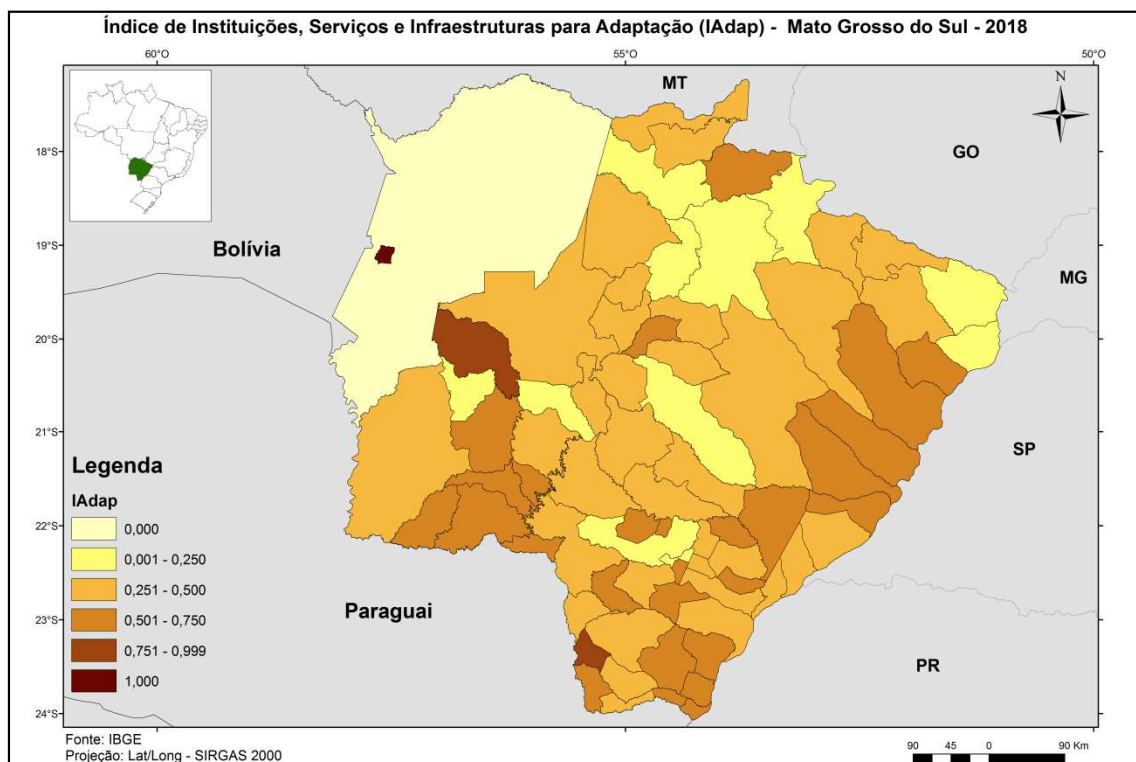 Índice de Instituições, Serviços e Infraestruturas para Adaptação (IAdap) - Mato Grosso do Sul - 2018
60°O 55°O 50°O
MT
N
GO
18°S
19°S
Bolívia
MG
20°S
21°S
SP
Legenda
IAdap
0,000
22°S
0,001 - 0,250
0,251 - 0,500
0,501 - 0,750
Paraguai
23°S
0,751 - 0,999
PR
1,000
24°S
Fonte: IBGE
Projeção: Lat/Long - SIRGAS 2000
90 45 0 90 Km